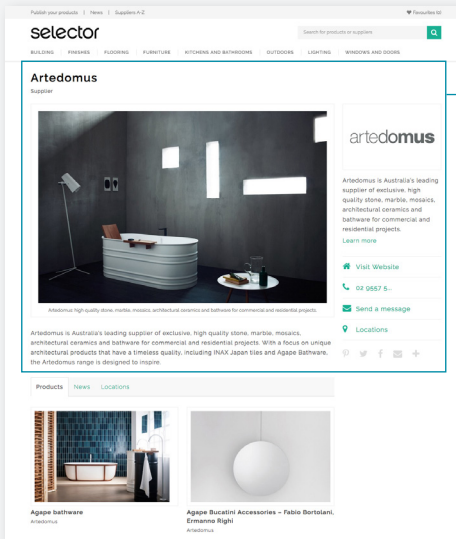 Publish your products | News | Suppliers A-Z
Favourites (0)
selector
Search for products or suppliers
BUILDING FINISHES FLOORING FURNITURE KITCHENS AND BATHROOMS OUTDOORS LIGHTING WINDOWS AND DOORS
Artedomus
Supplier
Artedomus high quality stone, marble, mosaics, architectural ceramics and bathware for commercial and residential projects.
Artedomus is Australia's leading supplier of exclusive, high quality stone, marble, mosaics,
architectural ceramics and bathware for commercial and residential projects. With a focus on unique
architectural products that have a timeless quality, including INAX Japan tiles and Agape Bathware,
the Artedomus range is designed to inspire.
artedomus
Artedomus is Australia's leading
supplier of exclusive, high
quality stone, marble, mosaics,
architectural ceramics and
bathware for commercial and
residential projects.
Learn more
Visit Website
02 9557 5...
Send a message
Locations
Products News Locations
Agape bathware
Artedomus
Agape Bucatini Accessories – Fabio Bortolani,
Ermanno Righi
Artedomus